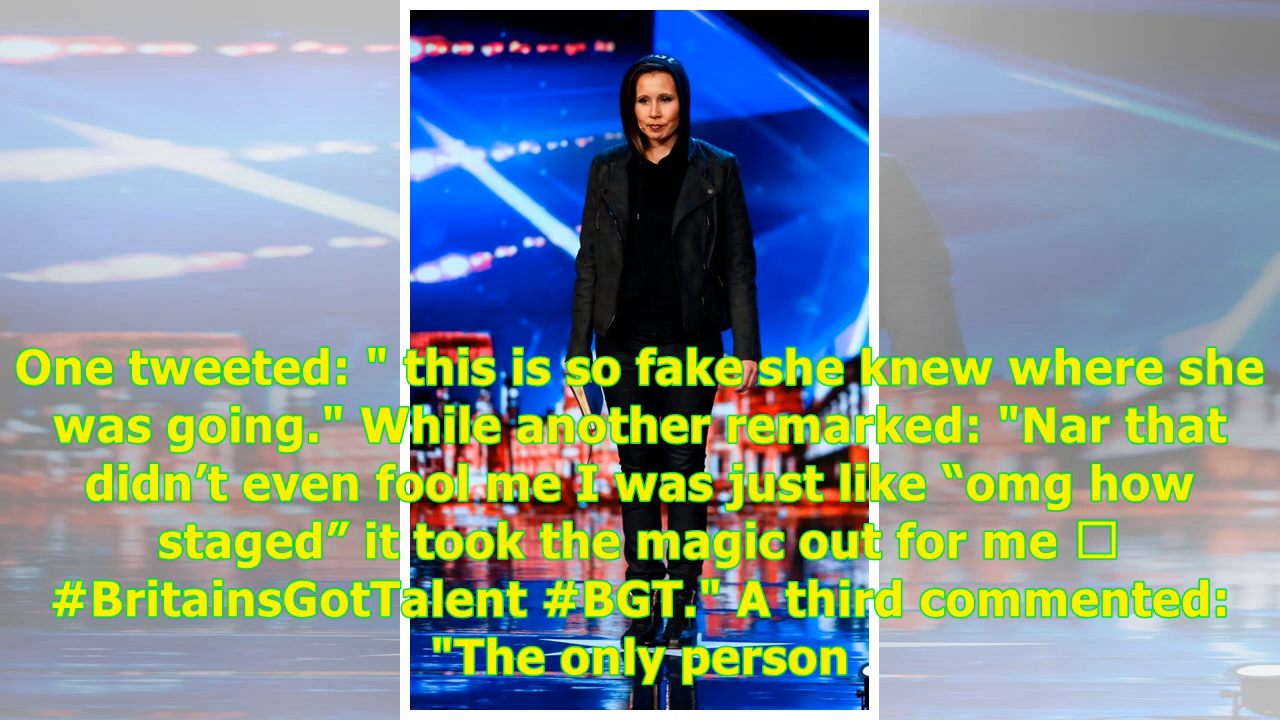 One tweeted: " this is so fake she knew where she
was going." While another remarked: "Nar that
didn’t even fool me I was just like “omg how
staged” it took the magic out for me □
#BritainsGotTalent #BGT." A third commented:
"The only person